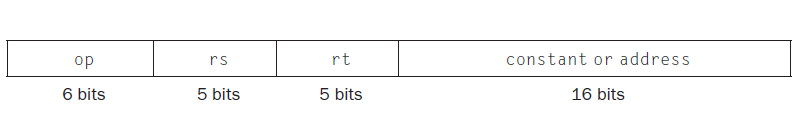 op rs rt constant or address
6 bits 5 bits 5 bits 16 bits